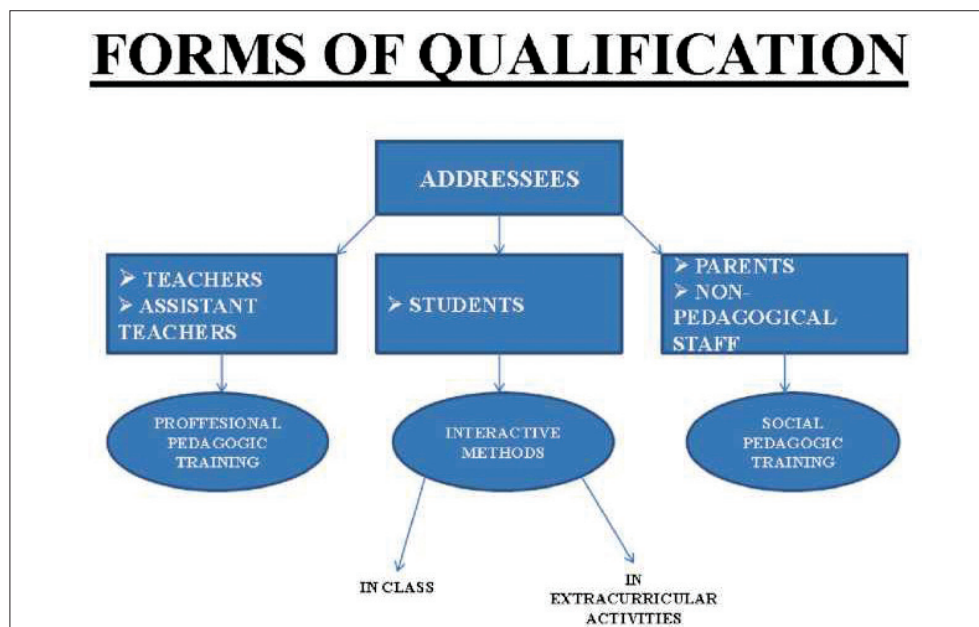 FORMS OF QUALIFICATION
ADDRESSEES
➢ TEACHERS
➢ ASSISTANT
TEACHERS
➢ STUDENTS
➢ PARENTS
➢ NON-
PEDAGOGICAL
STAFF
PROFFESIONAL
PEDAGOGIC
TRAINING
INTERACTIVE
METHODS
SOCIAL
PEDAGOGIC
TRAINING
IN CLASS
IN
EXTRACURRICULAR
ACTIVITIES